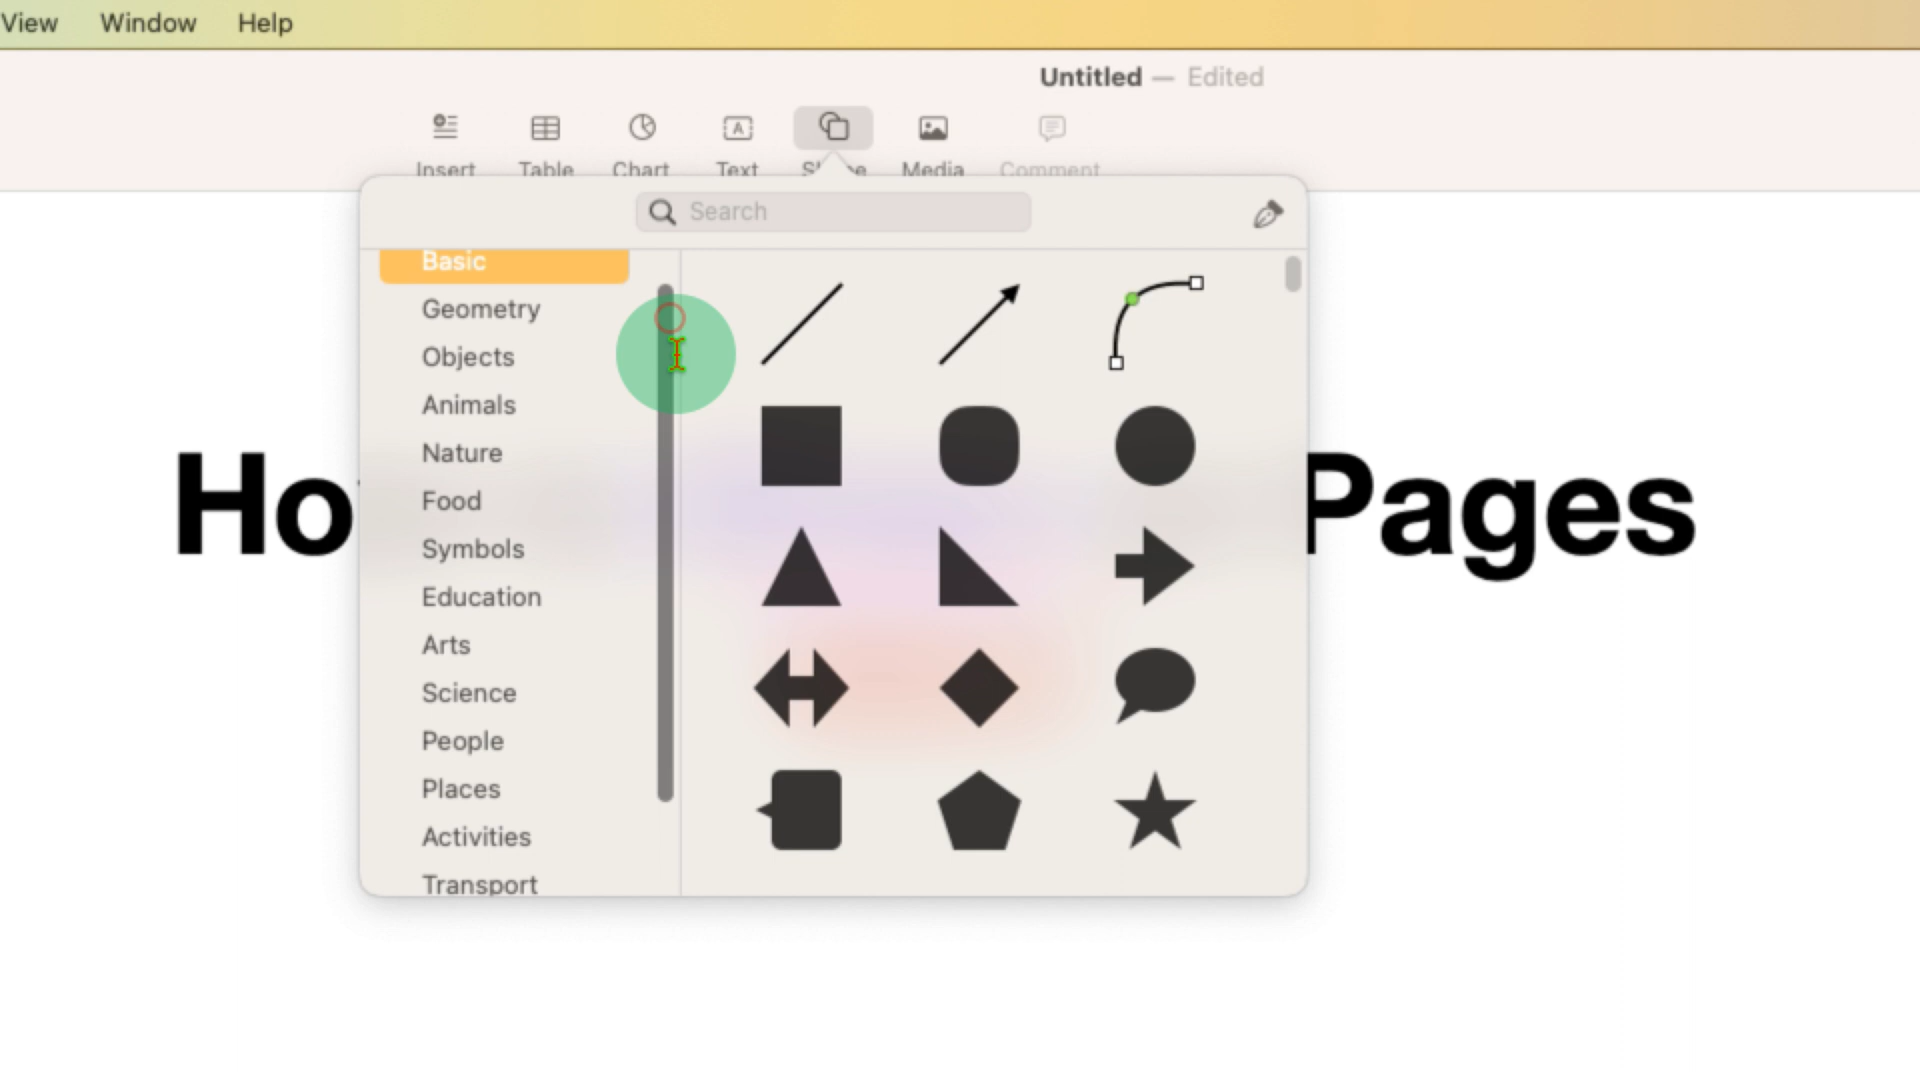 View Window Help
Untitled — Edited
Insert Table Chart Text Media Comment
Search
Basic
Geometry
Objects
Animals
Nature
Food
Ho Pages
Symbols
Education
Arts
Science
People
Places
Activities
Transport